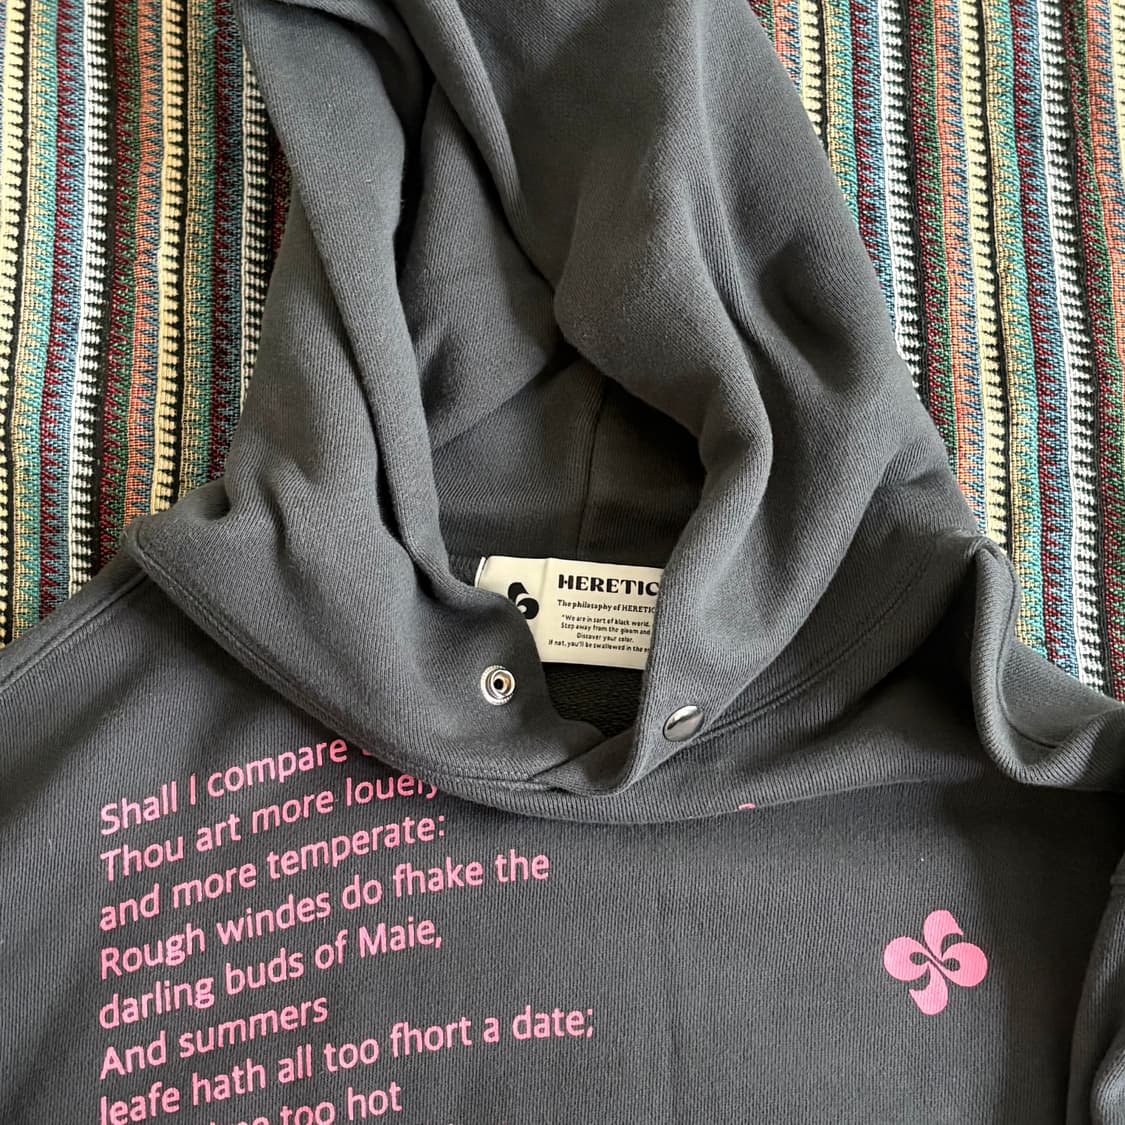 HERETIC
The philosophy of HERETIC
"We are in sort of black world.
Step away from the gloom and
Discover your color.
If not, you'll be swallowed in the
Shall I compare
Thou art more louely
and more temperate:
Rough windes do fhake the
darling buds of Maie,
And summers
leafe hath all too fhort a date;
too hot